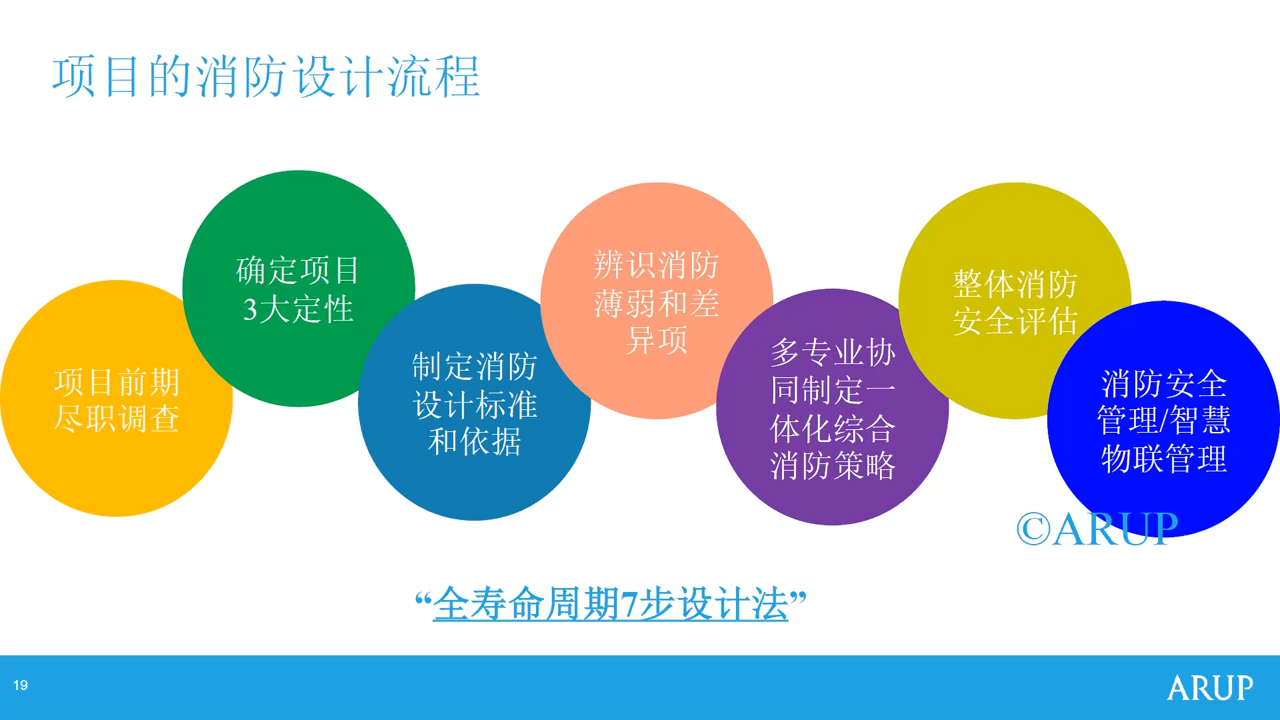 项目的消防设计流程
项目前期
尽职调查
确定项目
3大定性
制定消防
设计标准
和依据
辨识消防
薄弱和差
异项
多专业协
同制定一
体化综合
消防策略
整体消防
安全评估
消防安全
管理/智慧
物联管理
©ARUP
“全寿命周期7步设计法”
19
ARUP